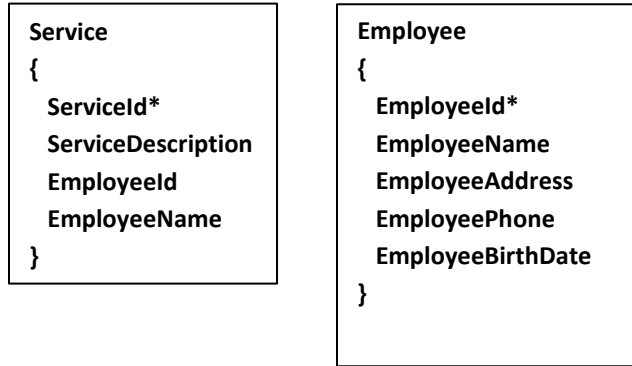 Service
{
ServiceId*
ServiceDescription
EmployeeId
EmployeeName
}
Employee
{
EmployeeId*
EmployeeName
EmployeeAddress
EmployeePhone
EmployeeBirthDate
}